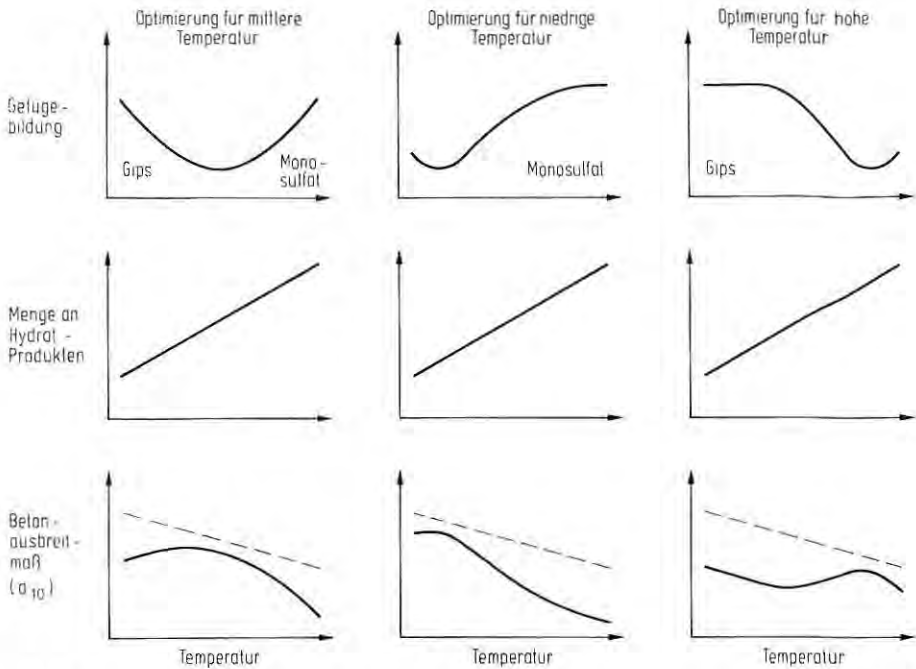 Optimierung für mittlere
Temperatur
Optimierung für niedrige
Temperatur
Optimierung für hohe
Temperatur
Gefüge-
bildung
Gips
Mono-
sulfat
Monosulfat
Gips
Menge an
Hydrat-
Produkten
Beton-
ausbreit-
maß
(a10)
Temperatur
Temperatur
Temperatur